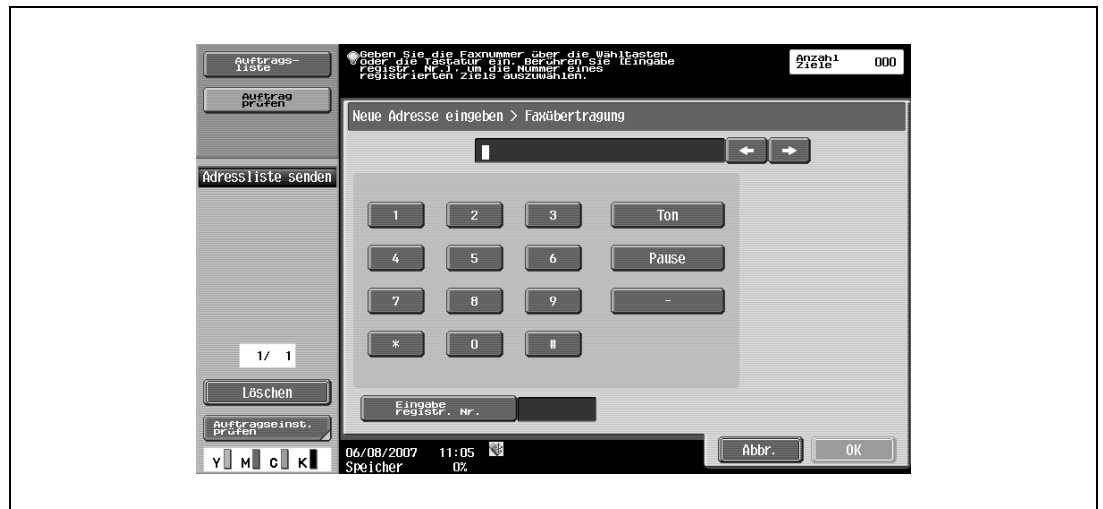 Auftrags-
liste
Auftrag
prüfen
Adressliste senden
1/ 1
Löschen
Auftragseinst.
prüfen
Y M C K
Geben Sie die Faxnummer über die Wähltasten
oder die Tastatur ein. Berühren Sie [Eingabe
registr. Nr.], um die Nummer eines
registrierten Ziels auszuwählen.
Anzahl
Ziele 000
Neue Adresse eingeben > Faxübertragung
← →
1 2 3 Ton
4 5 6 Pause
7 8 9 -
* 0 #
Eingabe
registr. Nr.
06/08/2007 11:05
Speicher 0%
Abbr. OK